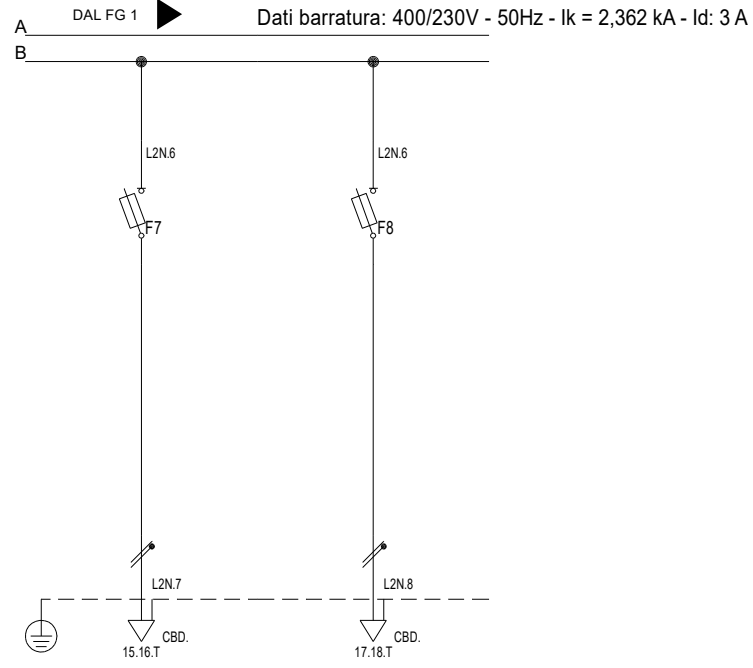 DAL FG 1
Dati barratura: 400/230V - 50Hz - Ik = 2,362 kA - Id: 3 A
A
B
L2N.6
L2N.6
F7
F8
L2N.7
L2N.8
CBD.
CBD.
15.16.T
17.18.T